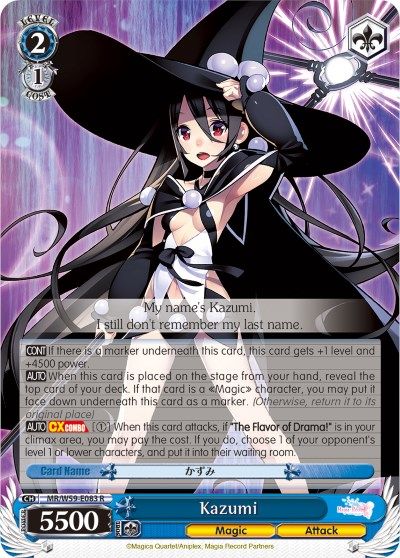 LEVEL
2
1
COST
My name's Kazumi.
I still don't remember my last name.
CONT If there is a marker underneath this card, this card gets +1 level and
+4500 power.
AUTO When this card is placed on the stage from your hand, reveal the
top card of your deck. If that card is a «Magic» character, you may put it
face down underneath this card as a marker. (Otherwise, return it to its
original place)
AUTO CX COMBO [(1)] When this card attacks, if "The Flavor of Drama!" is in your
climax area, you may pay the cost. If you do, choose 1 of your opponent's
level 1 or lower characters, and put it into their waiting room.
Card Name かずみ
CH MR/W59-E083 R
POWER 5500 SOUL Kazumi
Magic Attack
©Magica Quartet/Aniplex, Magia Record Partners